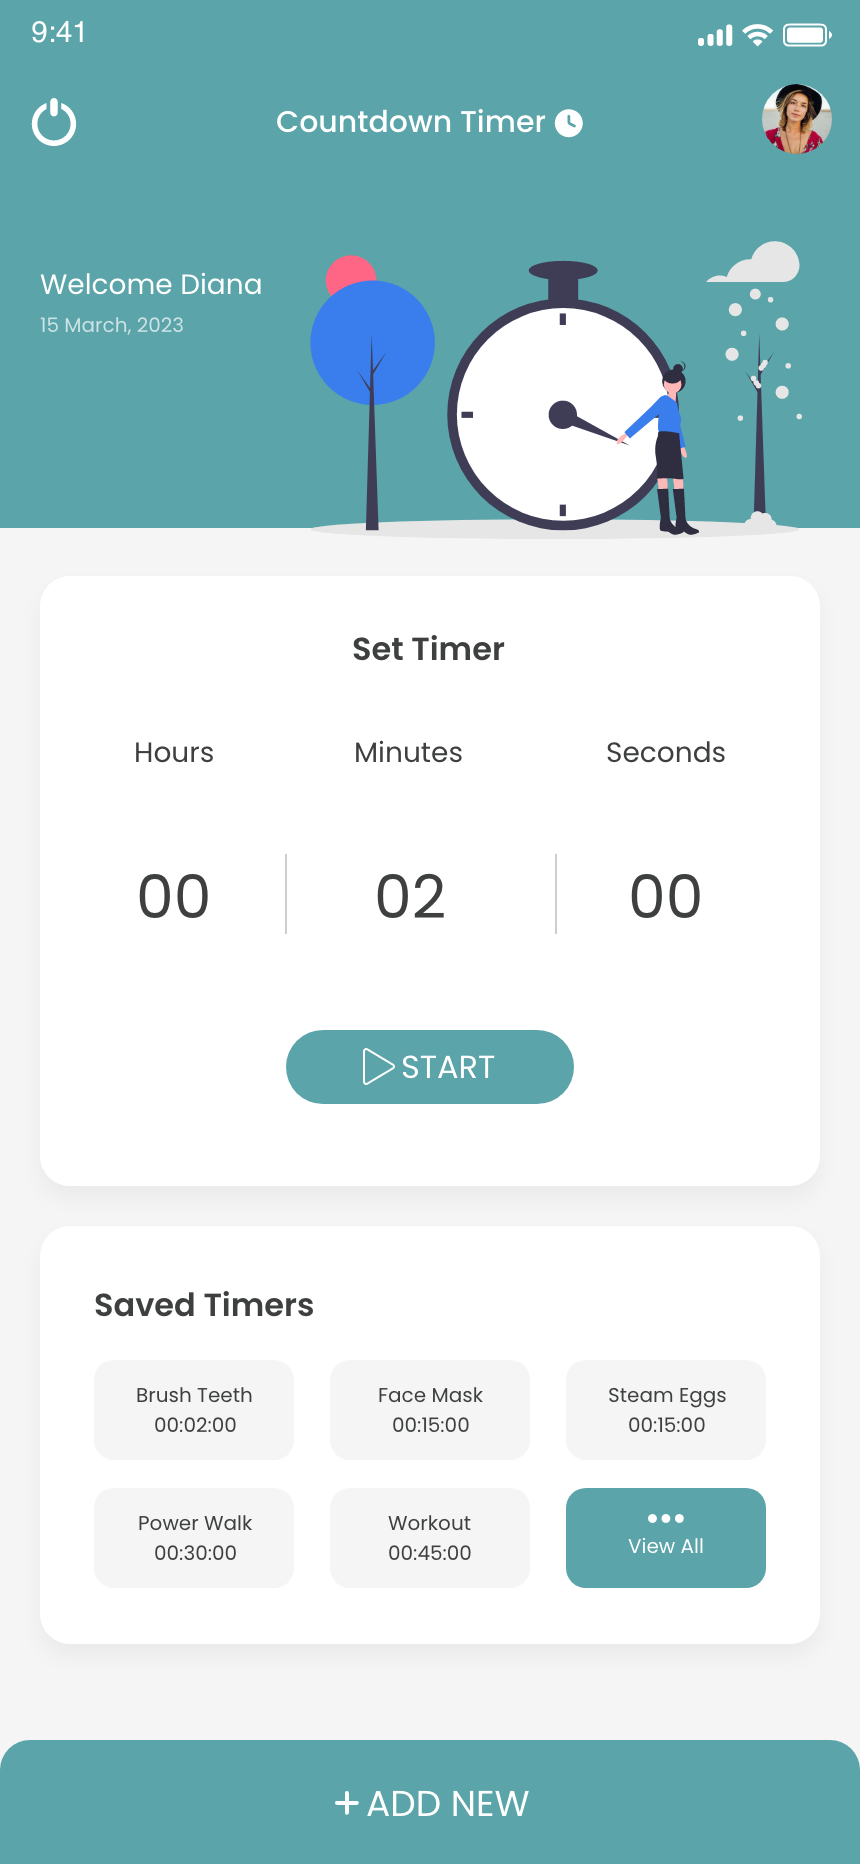 9:41
Countdown Timer
Welcome Diana
15 March, 2023
Set Timer
Hours Minutes Seconds
00 02 00
START
Saved Timers
Brush Teeth Face Mask Steam Eggs
00:02:00 00:15:00 00:15:00
Power Walk Workout View All
00:30:00 00:45:00
+ ADD NEW